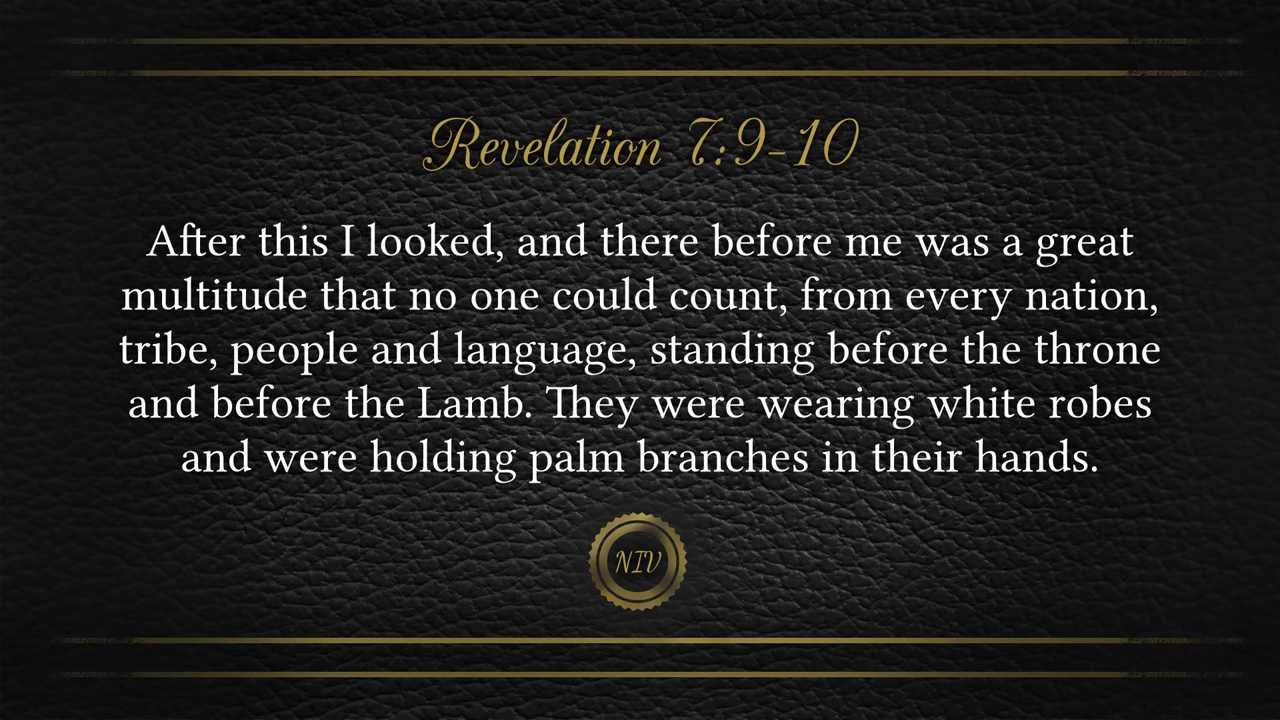 Revelation 7:9-10
After this I looked, and there before me was a great
multitude that no one could count, from every nation,
tribe, people and language, standing before the throne
and before the Lamb. They were wearing white robes
and were holding palm branches in their hands.
NIV